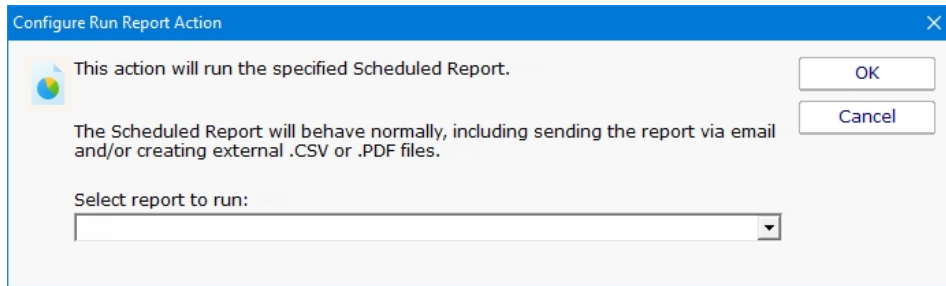 Configure Run Report Action
This action will run the specified Scheduled Report.
OK
Cancel
The Scheduled Report will behave normally, including sending the report via email
and/or creating external .CSV or .PDF files.
Select report to run: